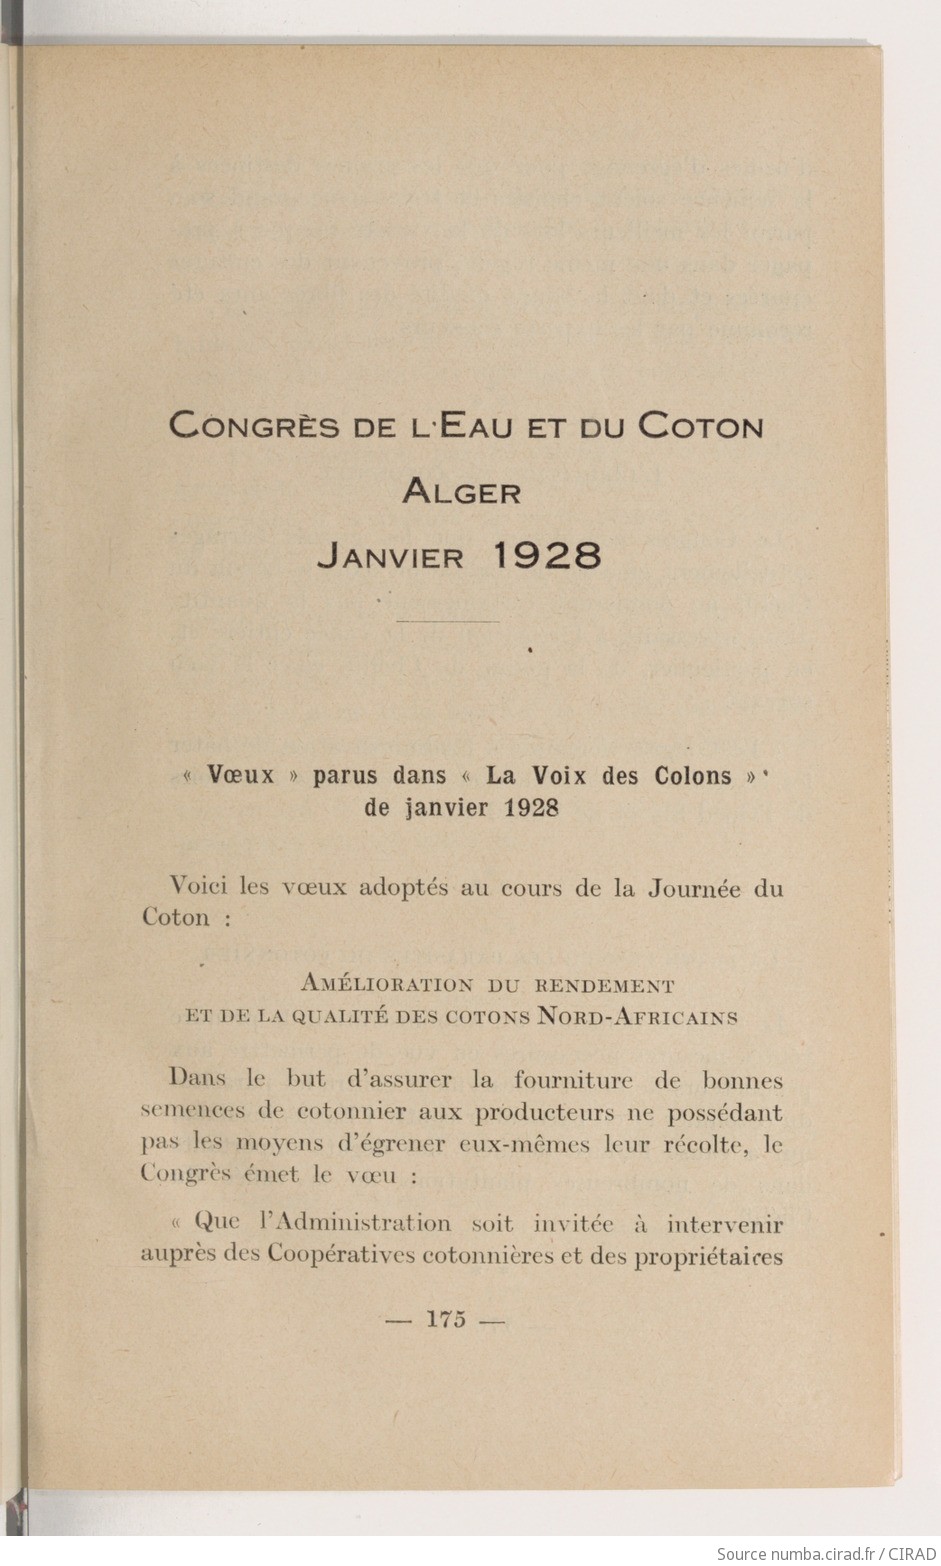 CONGRÈS DE L'EAU ET DU COTON
ALGER
JANVIER 1928
« Vœux » parus dans « La Voix des Colons »
de janvier 1928
Voici les vœux adoptés au cours de la Journée du
Coton :
AMÉLIORATION DU RENDEMENT
ET DE LA QUALITÉ DES COTONS NORD-AFRICAINS
Dans le but d'assurer la fourniture de bonnes
semences de cotonnier aux producteurs ne possédant
pas les moyens d'égrener eux-mêmes leur récolte, le
Congrès émet le vœu :
« Que l'Administration soit invitée à intervenir
auprès des Coopératives cotonnières et des propriétaires
— 175 —
Source numba.cirad.fr / CIRAD